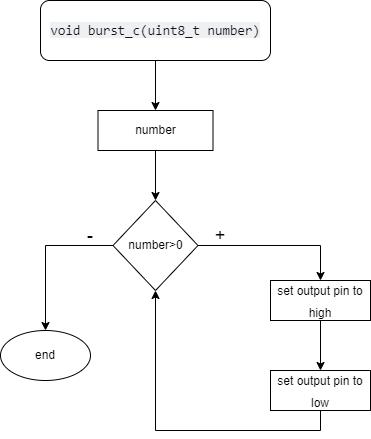 void burst_c(uint8_t number)
number
number>0
-
+
set output pin to
high
end
set output pin to
low